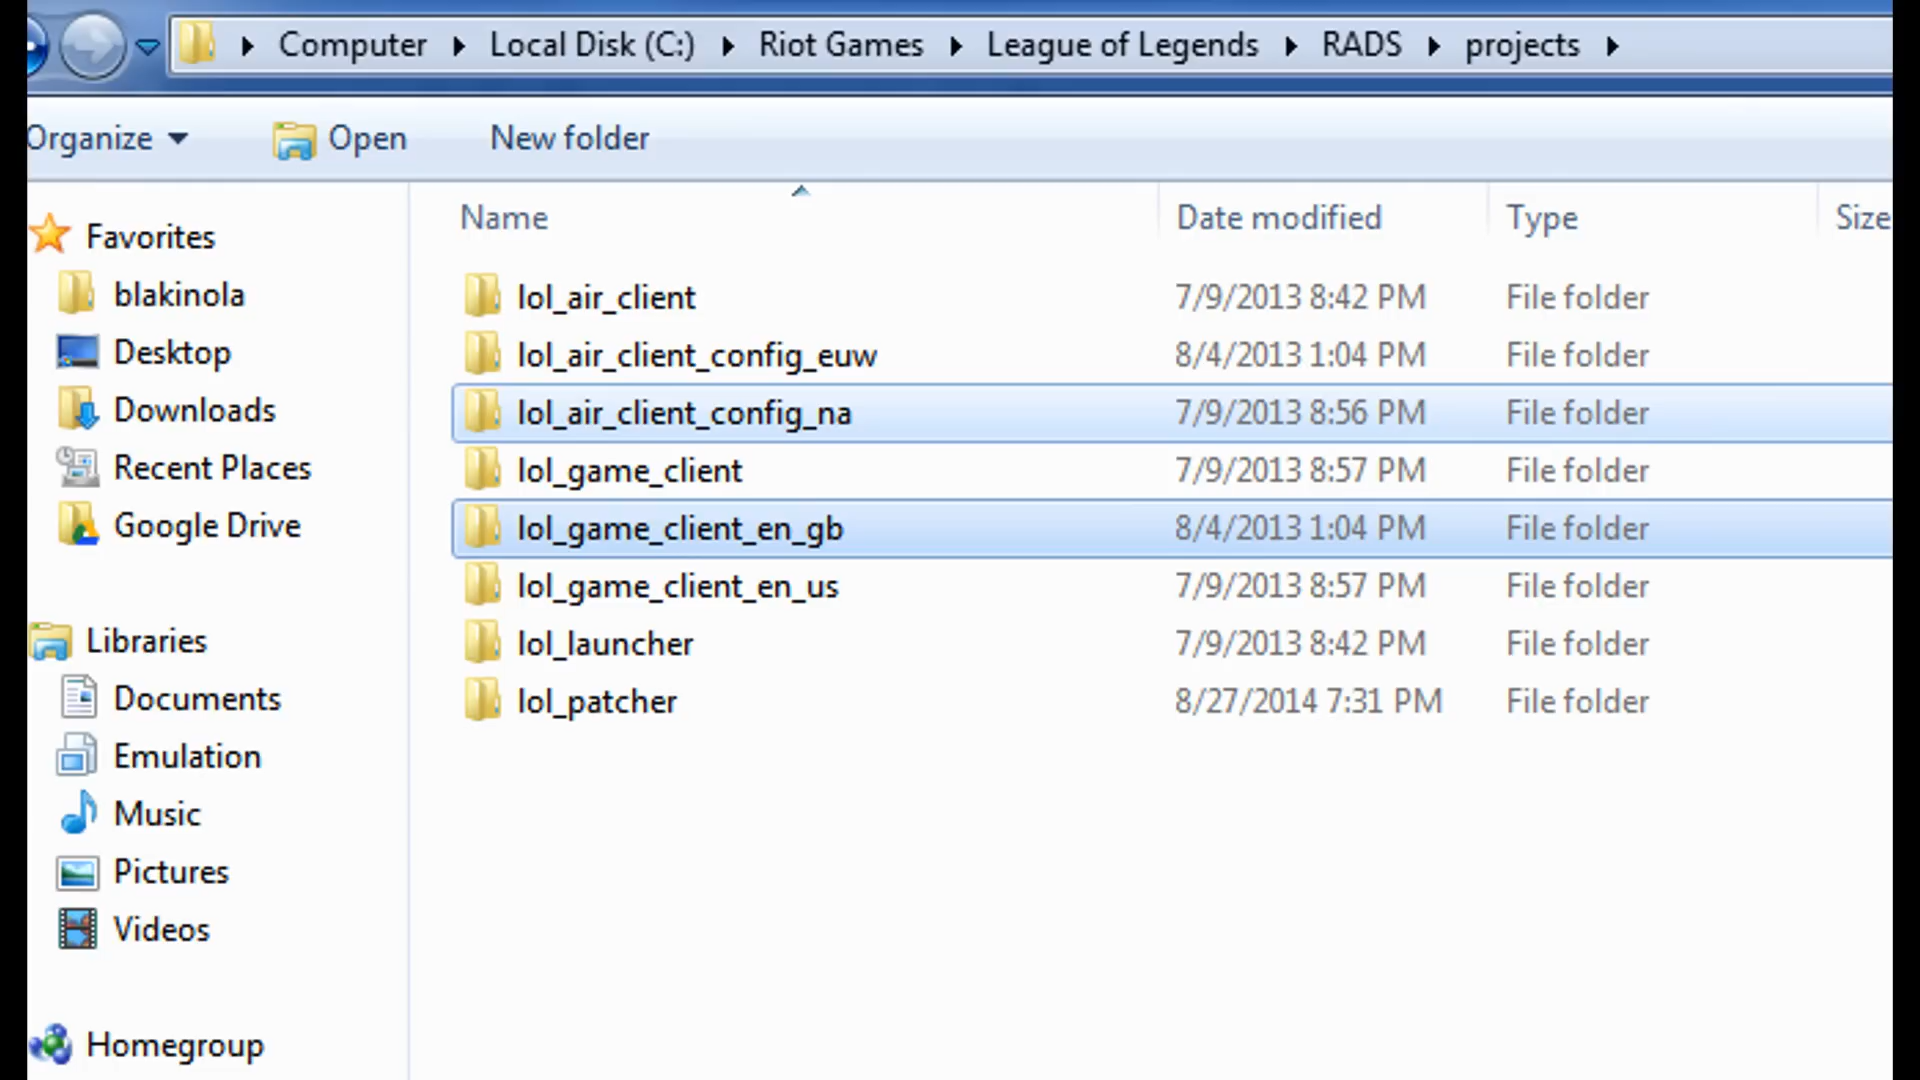 Computer Local Disk (C:) Riot Games League of Legends RADS projects
Organize Open New folder
Name Date modified Type Size
Favorites
blakinola
Desktop
Downloads
Recent Places
Google Drive
Libraries
Documents
Emulation
Music
Pictures
Videos
Homegroup
lol_air_client 7/9/2013 8:42 PM File folder
lol_air_client_config_euw 8/4/2013 1:04 PM File folder
lol_air_client_config_na 7/9/2013 8:56 PM File folder
lol_game_client 7/9/2013 8:57 PM File folder
lol_game_client_en_gb 8/4/2013 1:04 PM File folder
lol_game_client_en_us 7/9/2013 8:57 PM File folder
lol_launcher 7/9/2013 8:42 PM File folder
lol_patcher 8/27/2014 7:31 PM File folder